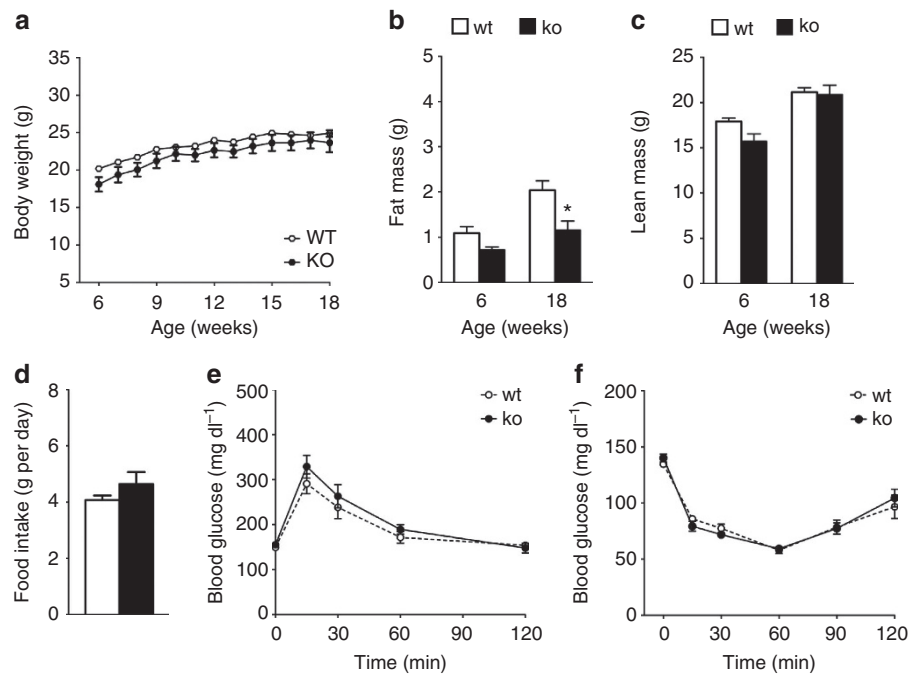 a
35
30
25
20
15
10
5
Body weight (g)
WT
KO
6 9 12 15 18
Age (weeks)
b
wt ko
5
4
3
2
1
0
Fat mass (g)
*
6 18
Age (weeks)
c
wt ko
25
20
15
10
5
0
Lean mass (g)
6 18
Age (weeks)
d
8
6
4
2
0
Food intake (g per day)
e
500
400
300
200
100
0
Blood glucose (mg dl⁻¹)
wt
ko
0 30 60 90 120
Time (min)
f
200
150
100
50
0
Blood glucose (mg dl⁻¹)
wt
ko
0 30 60 90 120
Time (min)